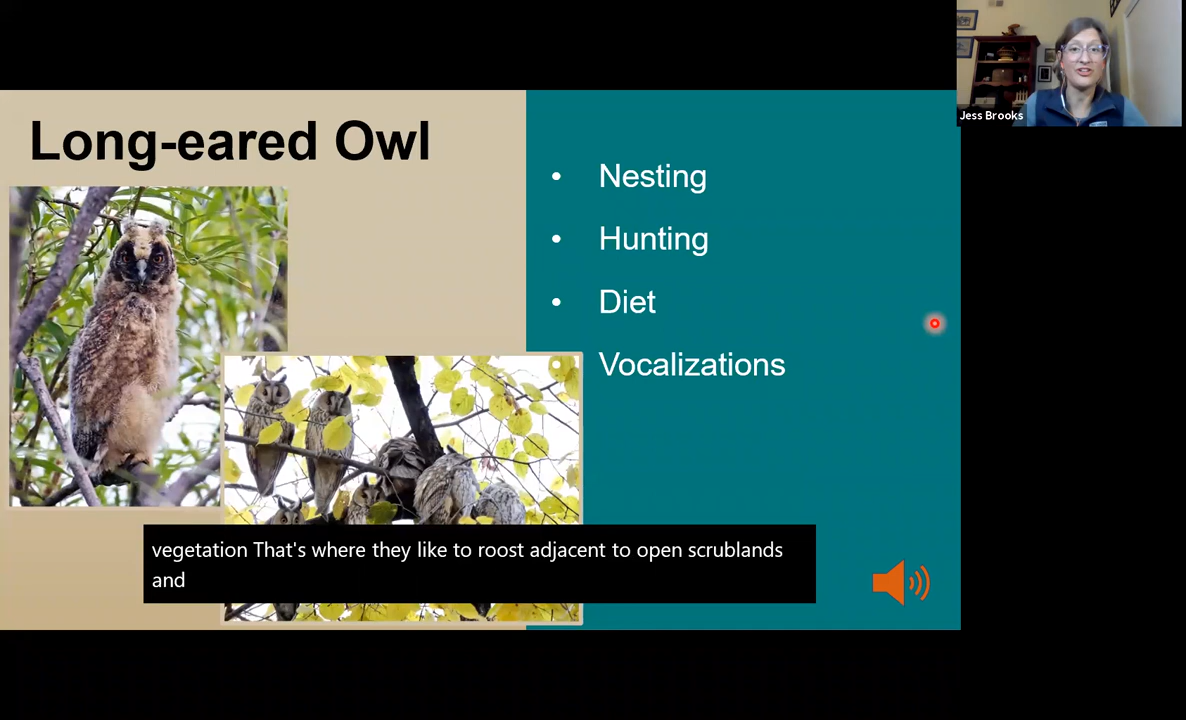 Long-eared Owl
• Nesting
• Hunting
• Diet
• Vocalizations
vegetation That's where they like to roost adjacent to open scrublands
and
Jess Brooks